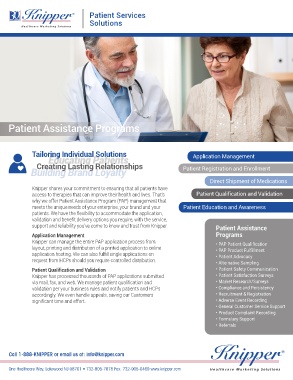 Knipper
Healthcare Marketing Solutions
Patient Services
Solutions
Patient Assistance Programs
Tailoring Individual Solutions
Creating Lasting Relationships
Building Brand Loyalty
Knipper shares your commitment to ensuring that all patients have
access to therapies that can improve their health and lives. That's
why we offer Patient Assistance Program (PAP) management that
meets the unique needs of your enterprise, your brand and your
patients. We have the flexibility to accommodate the application,
validation and benefit delivery options you require, with the service,
support and reliability you've come to know and trust from Knipper.
Application Management
Knipper can manage the entire PAP application process from
layout, printing and distribution of a printed application to online
application hosting. We can also fulfill single applications on
request from HCPs should you require controlled distribution.
Patient Qualification and Validation
Knipper has processed thousands of PAP applications submitted
via mail, fax, and web. We manage patient qualification and
validation per your business rules and notify patients and HCPs
accordingly. We even handle appeals, saving our Customers
significant time and effort.
Application Management
Patient Registration and Enrollment
Direct Shipment of Medications
Patient Qualification and Validation
Patient Education and Awareness
Patient Assistance
Programs
• PAP Patient Qualification
• PAP Product Fulfillment
• Patient Advocacy
• Alternative Sampling
• Patient Safety Communication
• Patient Satisfaction Surveys
• Market Research/Surveys
• Compliance and Persistency
• Recruitment & Registration
• Adverse Event Recording
• General Customer Service Support
• Product Complaint Recording
• Formulary Support
• Referrals
Call 1-888-KNIPPER or email us at: info@knipper.com
One Healthcare Way, Lakewood NJ 08701
Knipper
Healthcare Marketing Solutions